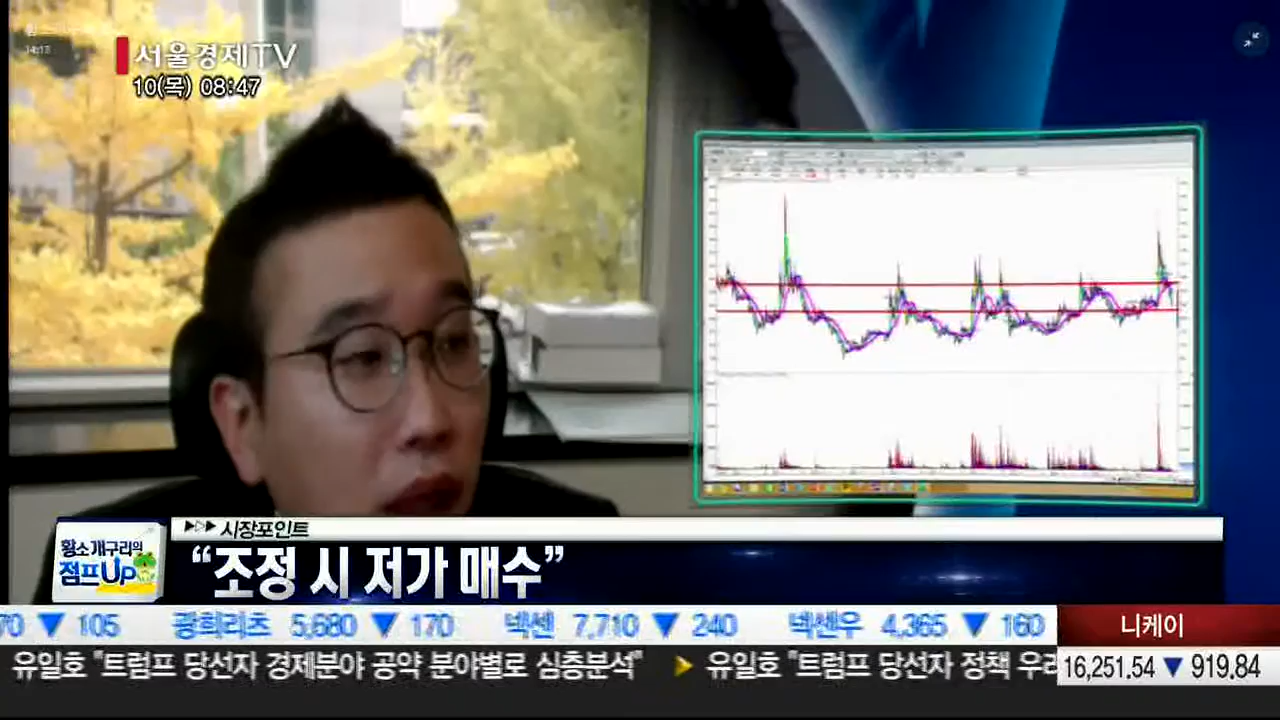 서울경제TV
10(목) 08:47
시장포인트
황소개구리의
점프UP
“조정 시 저가 매수”
70 ▼ 105 광희리츠 5,680 ▼ 170 넥센 7,710 ▼ 240 넥센우 4,365 ▼ 160
니케이
16,251.54 ▼ 919.84
유일호 "트럼프 당선자 경제분야 공약 분야별로 심층분석" ▶ 유일호 "트럼프 당선자 정책 우리